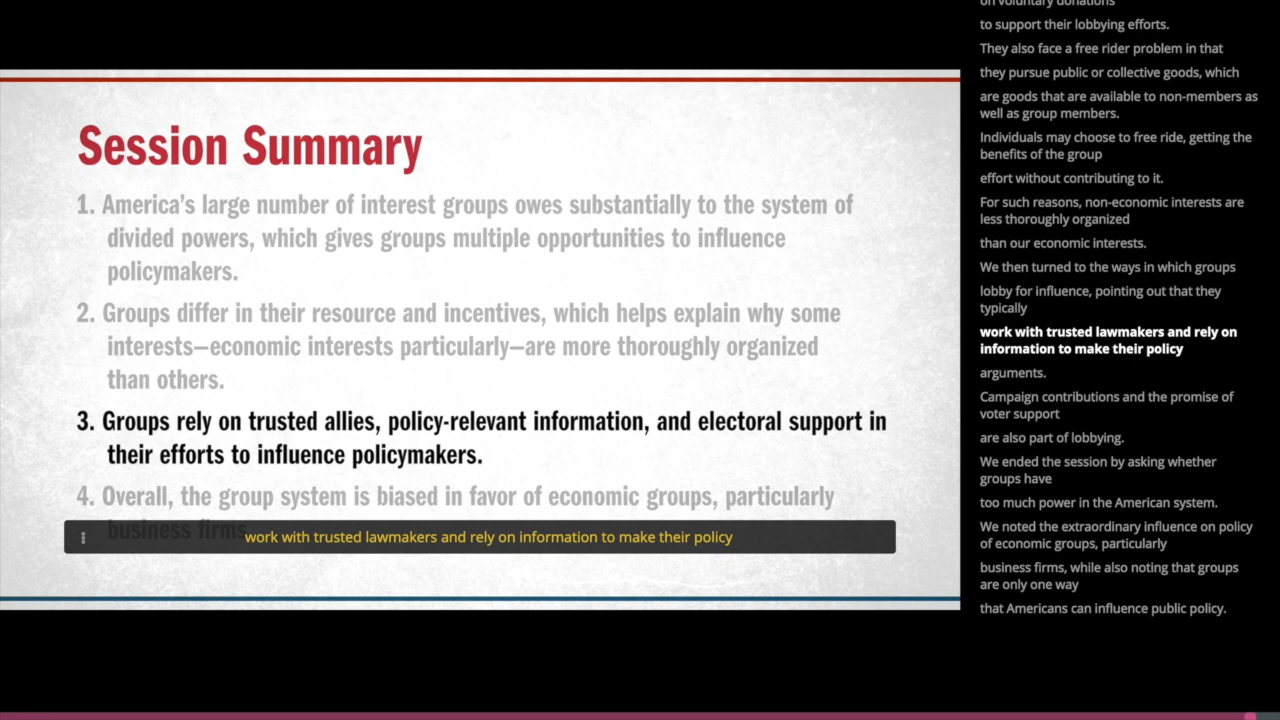 Session Summary
1. America's large number of interest groups owes substantially to the system of
divided powers, which gives groups multiple opportunities to influence
policymakers.
2. Groups differ in their resource and incentives, which helps explain why some
interests—economic interests particularly—are more thoroughly organized
than others.
3. Groups rely on trusted allies, policy-relevant information, and electoral support in
their efforts to influence policymakers.
4. Overall, the group system is biased in favor of economic groups, particularly
business firms
work with trusted lawmakers and rely on information to make their policy
on voluntary donations
to support their lobbying efforts.
They also face a free rider problem in that
they pursue public or collective goods, which
are goods that are available to non-members as
well as group members.
Individuals may choose to free ride, getting the
benefits of the group
effort without contributing to it.
For such reasons, non-economic interests are
less thoroughly organized
than our economic interests.
We then turned to the ways in which groups
lobby for influence, pointing out that they
typically
work with trusted lawmakers and rely on
information to make their policy
arguments.
Campaign contributions and the promise of
voter support
are also part of lobbying.
We ended the session by asking whether
groups have
too much power in the American system.
We noted the extraordinary influence on policy
of economic groups, particularly
business firms, while also noting that groups
are only one way
that Americans can influence public policy.